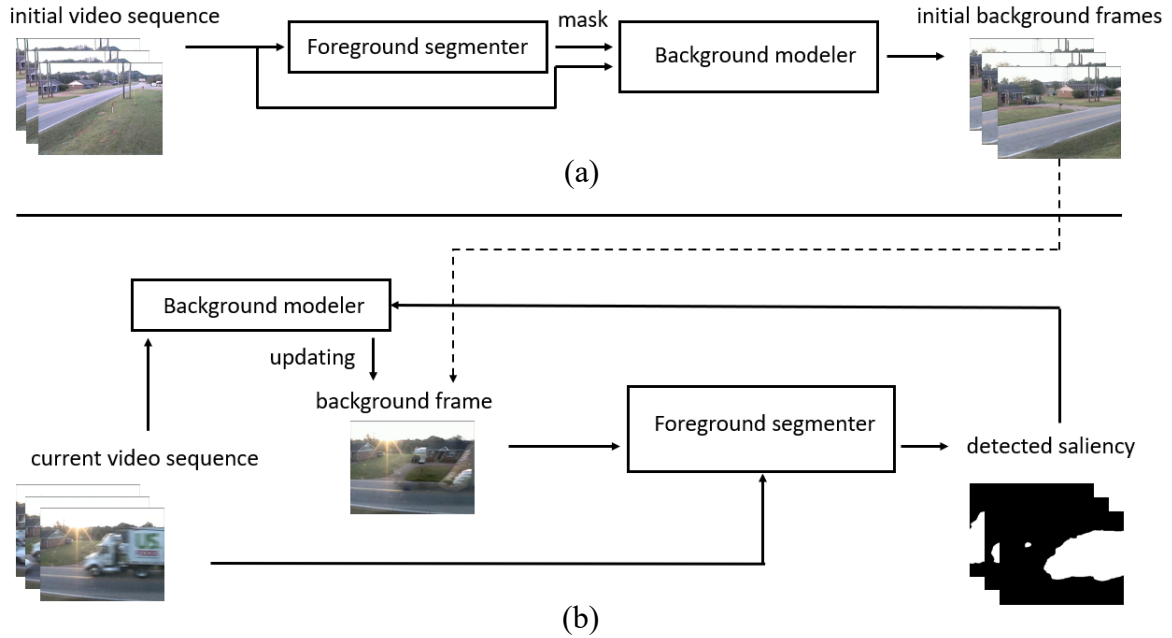 initial video sequence
mask
initial background frames
Foreground segmenter
Background modeler
(a)
Background modeler
updating
background frame
Foreground segmenter
current video sequence
detected saliency
US
(b)